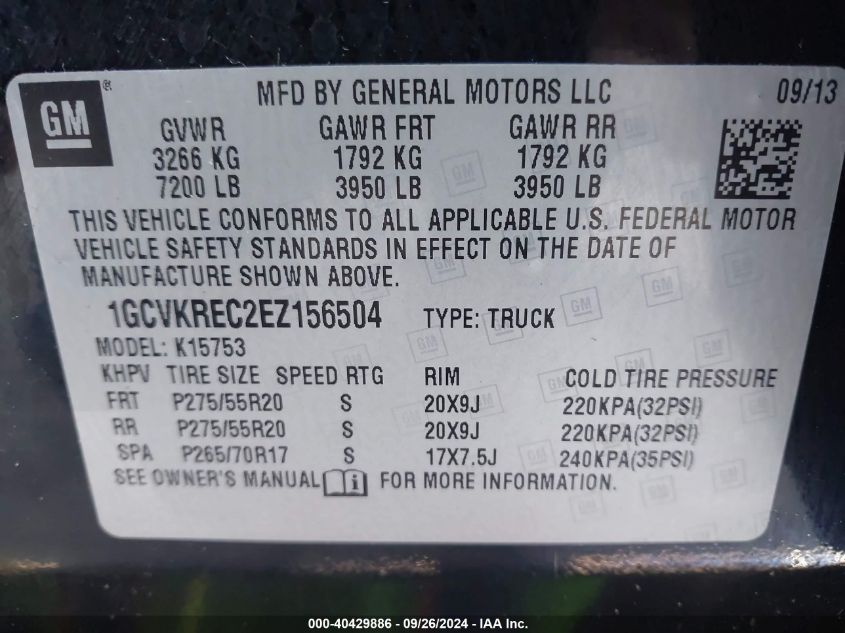 GM ® MFD BY GENERAL MOTORS LLC 09/13
GVWR GAWR FRT GAWR RR
3266 KG 1792 KG 1792 KG
7200 LB 3950 LB 3950 LB
THIS VEHICLE CONFORMS TO ALL APPLICABLE U.S. FEDERAL MOTOR
VEHICLE SAFETY STANDARDS IN EFFECT ON THE DATE OF
MANUFACTURE SHOWN ABOVE.
1GCVKREC2EZ156504 TYPE: TRUCK
MODEL: K15753
KHPV TIRE SIZE SPEED RTG RIM COLD TIRE PRESSURE
FRT P275/55R20 S 20X9J 220KPA(32PSI)
RR P275/55R20 S 20X9J 220KPA(32PSI)
SPA P265/70R17 S 17X7.5J 240KPA(35PSI)
SEE OWNER'S MANUAL i FOR MORE INFORMATION.
000-40429886 - 09/26/2024 - IAA Inc.